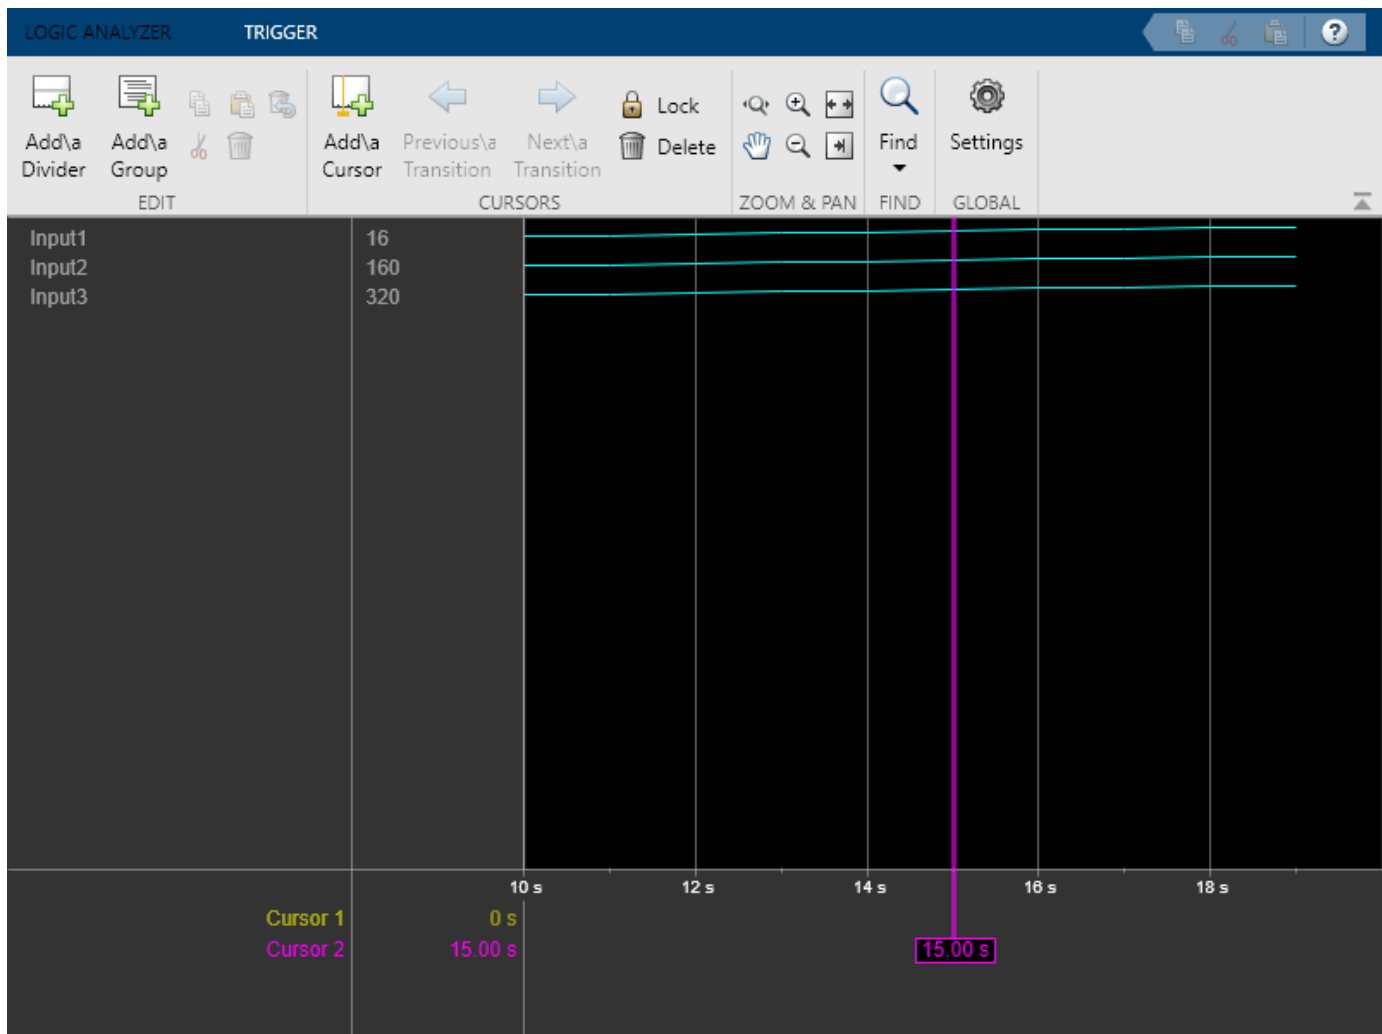 LOGIC ANALYZER TRIGGER
Add\a Divider
Add\a Group
EDIT
Add\a Cursor
Previous\a Transition
Next\a Transition
Lock
Delete
CURSORS
ZOOM & PAN
Find
FIND
Settings
GLOBAL
Input1 16
Input2 160
Input3 320
10 s 12 s 14 s 16 s 18 s
Cursor 1 0 s
Cursor 2 15.00 s 15.00 s